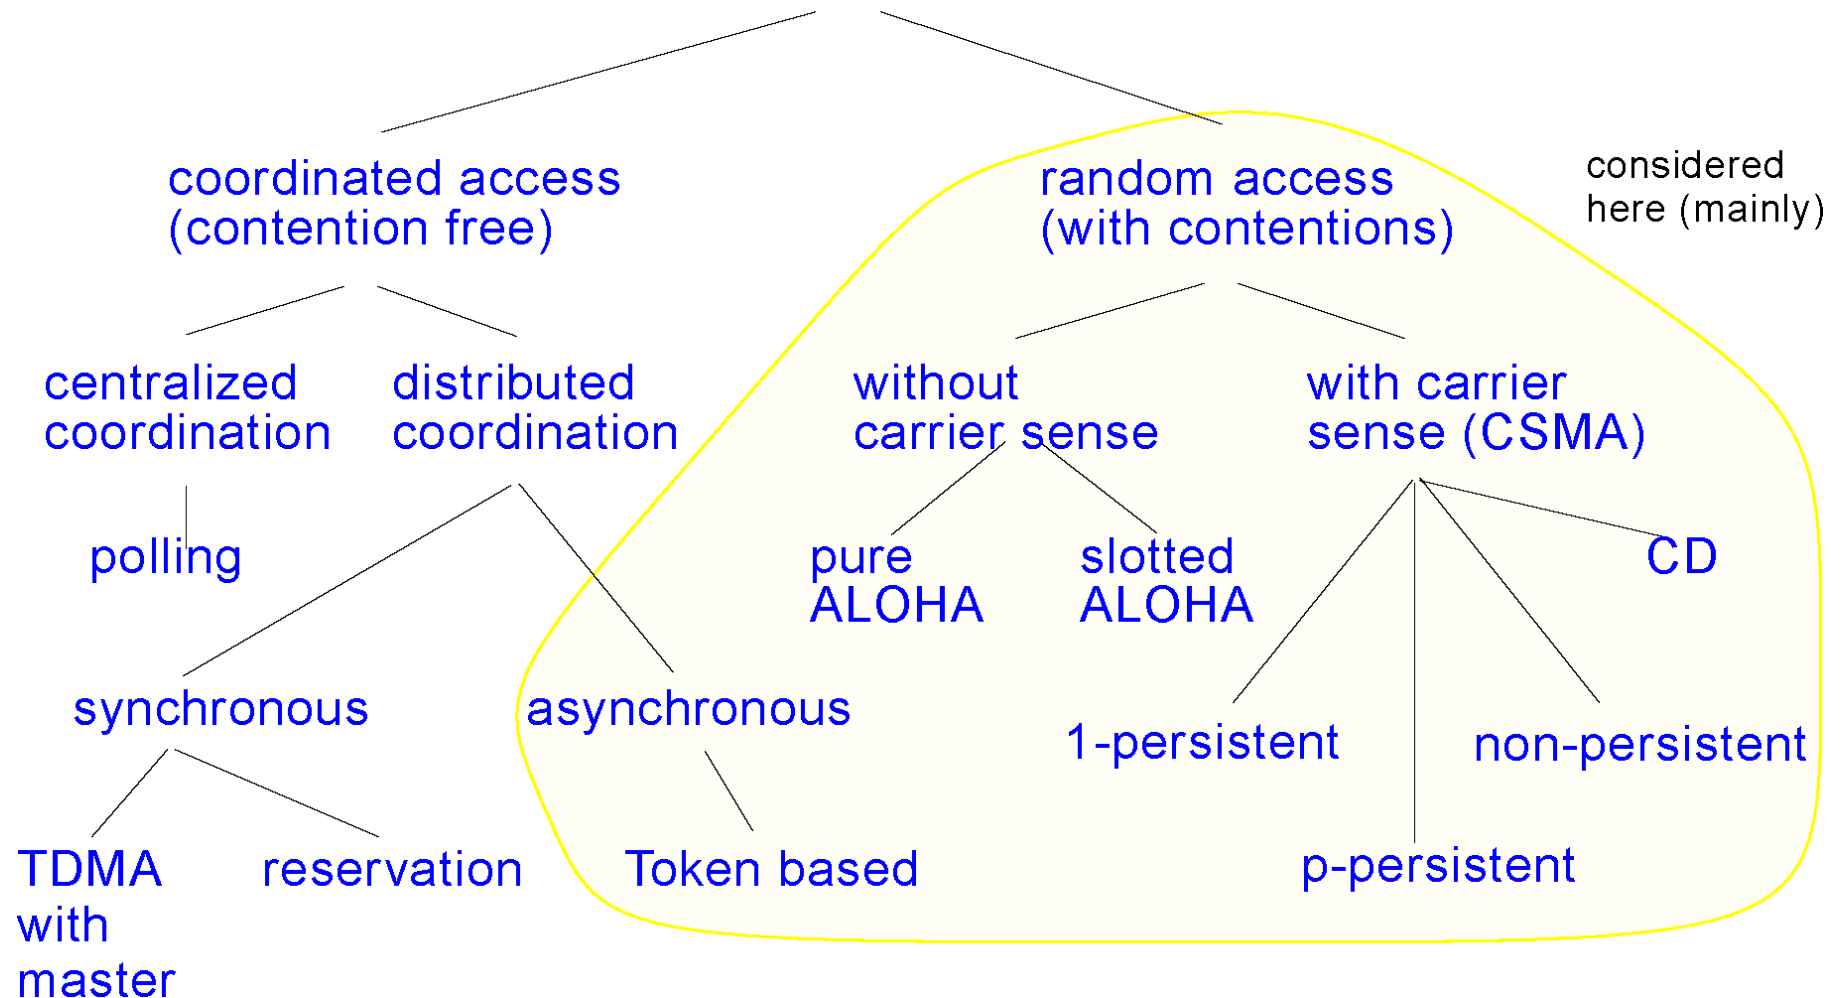 coordinated access
(contention free)
random access
(with contentions)
considered
here (mainly)
centralized
coordination
distributed
coordination
without
carrier sense
with carrier
sense (CSMA)
polling
pure
ALOHA
slotted
ALOHA
CD
synchronous
asynchronous
1-persistent
non-persistent
TDMA
with
master
reservation
Token based
p-persistent